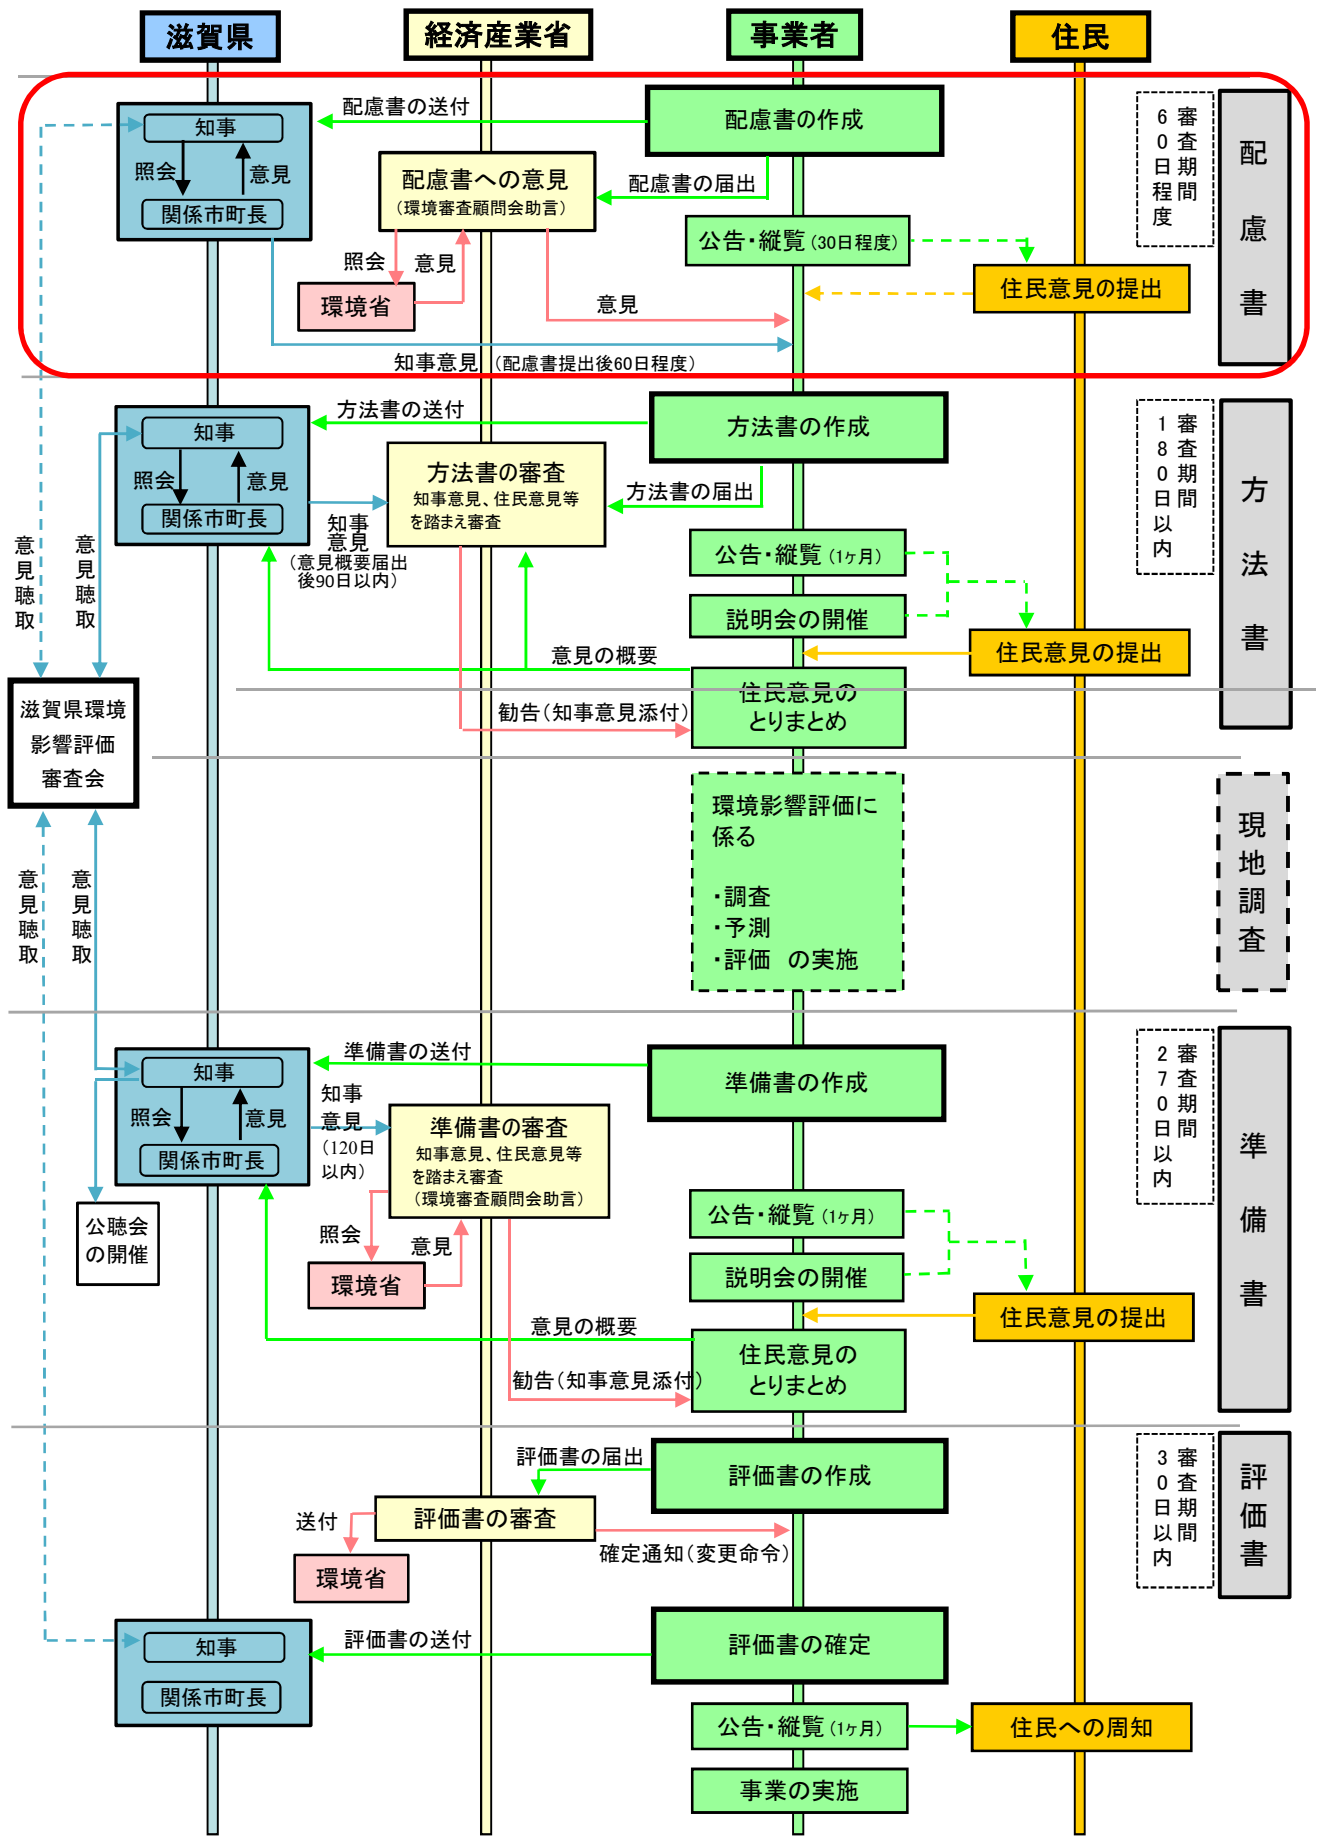 滋賀県
経済産業省
事業者
住民
配慮書の送付
配慮書の作成
知事
照会
意見
関係市町長
配慮書への意見
（環境審査顧問会助言）
配慮書の届出
公告・縦覧（30日程度）
照会
意見
環境省
意見
住民意見の提出
知事意見 （配慮書提出後60日程度）
審査期間
60日程度
配慮書
方法書の送付
方法書の作成
知事
照会
意見
関係市町長
方法書の審査
知事意見、住民意見等
を踏まえ審査
方法書の届出
知事
意見
（意見概要届出
後90日以内）
公告・縦覧（1ヶ月）
説明会の開催
住民意見の提出
意見の概要
住民意見の
とりまとめ
勧告（知事意見添付）
審査期間
180日以内
方法書
意見聴取
意見聴取
滋賀県環境
影響評価
審査会
意見聴取
意見聴取
環境影響評価に
係る
・調査
・予測
・評価 の実施
現地調査
準備書の送付
準備書の作成
知事
照会
意見
関係市町長
知事
意見
（120日
以内）
準備書の審査
知事意見、住民意見等
を踏まえ審査
（環境審査顧問会助言）
公聴会
の開催
照会
意見
環境省
公告・縦覧（1ヶ月）
説明会の開催
住民意見の提出
意見の概要
住民意見の
とりまとめ
勧告（知事意見添付）
審査期間
270日以内
準備書
評価書の届出
評価書の作成
評価書の審査
送付
環境省
確定通知（変更命令）
審査期間
30日以内
評価書
知事
関係市町長
評価書の送付
評価書の確定
公告・縦覧（1ヶ月）
住民への周知
事業の実施